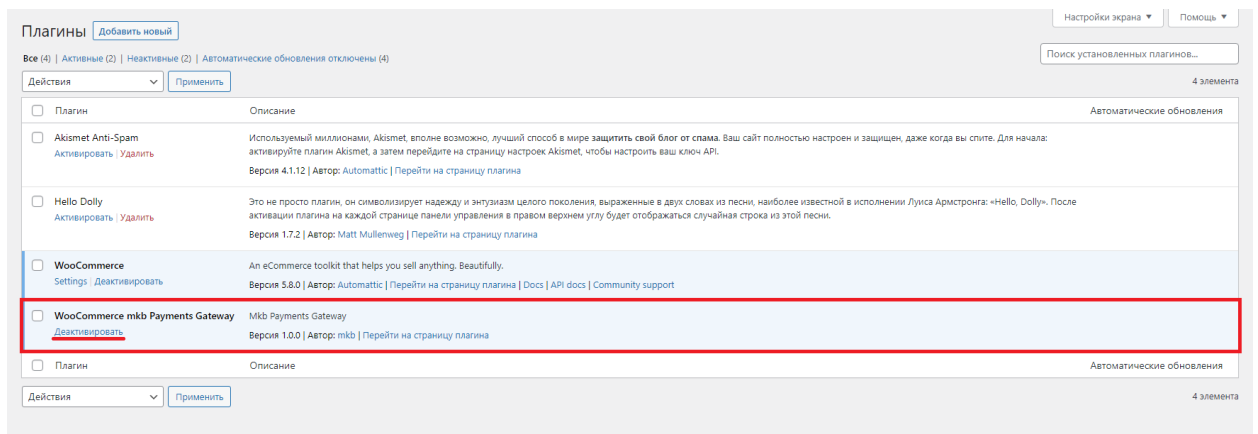 Настройки экрана ▼ Помощь ▼
Плагины Добавить новый
Все (4) | Активные (2) | Неактивные (2) | Автоматические обновления отключены (4)
Поиск установленных плагинов...
Действия Применить 4 элемента
Плагин Описание Автоматические обновления
Akismet Anti-Spam Используемый миллионами, Akismet, вполне возможно, лучший способ в мире защитить свой блог от спама. Ваш сайт полностью настроен и защищен, даже когда вы спите. Для начала:
Активировать | Удалить активируйте плагин Akismet, а затем перейдите на страницу настроек Akismet, чтобы настроить ваш ключ API.
Версия 4.1.12 | Автор: Automattic | Перейти на страницу плагина
Hello Dolly Это не просто плагин, он символизирует надежду и энтузиазм целого поколения, выраженные в двух словах из песни, наиболее известной в исполнении Луиса Армстронга: «Hello, Dolly». После
Активировать | Удалить активации плагина на каждой странице панели управления в правом верхнем углу будет отображаться случайная строка из этой песни.
Версия 1.7.2 | Автор: Matt Mullenweg | Перейти на страницу плагина
WooCommerce An eCommerce toolkit that helps you sell anything. Beautifully.
Settings | Деактивировать Версия 5.8.0 | Автор: Automattic | Перейти на страницу плагина | Docs | API docs | Community support
WooCommerce mkb Payments Gateway Mkb Payments Gateway
Деактивировать Версия 1.0.0 | Автор: mkb | Перейти на страницу плагина
Плагин Описание Автоматические обновления
Действия Применить 4 элемента